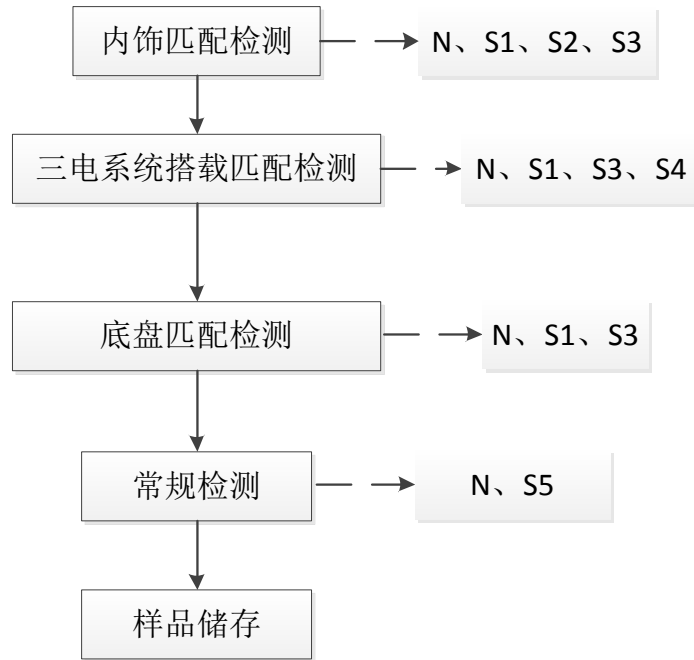 内饰匹配检测
N、S1、S2、S3
三电系统搭载匹配检测
N、S1、S3、S4
底盘匹配检测
N、S1、S3
常规检测
N、S5
样品储存